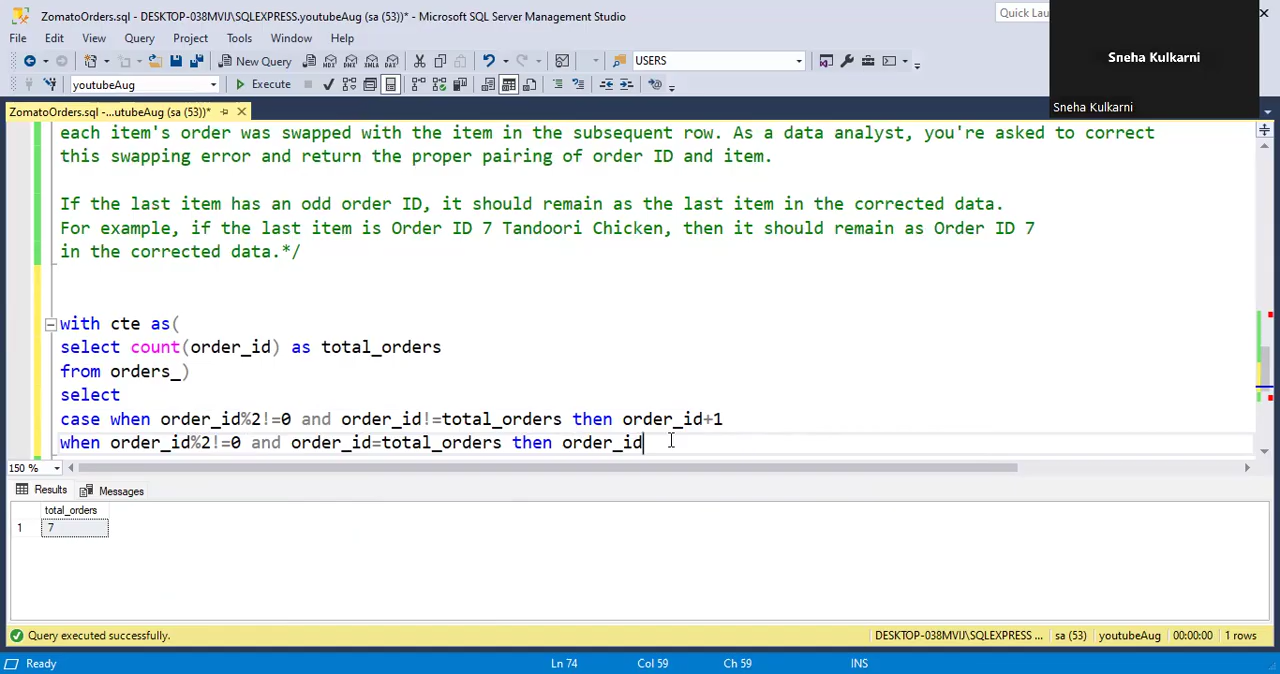 ZomatoOrders.sql - DESKTOP-038MVIJ\SQLEXPRESS.youtubeAug (sa (53))* - Microsoft SQL Server Management Studio
Quick Lau
Sneha Kulkarni
Sneha Kulkarni
File Edit View Query Project Tools Window Help
New Query MDX DMX XMLA DAX USERS
youtubeAug Execute
ZomatoOrders.sql -...utubeAug (sa (53))*
each item's order was swapped with the item in the subsequent row. As a data analyst, you're asked to correct
this swapping error and return the proper pairing of order ID and item.
If the last item has an odd order ID, it should remain as the last item in the corrected data.
For example, if the last item is Order ID 7 Tandoori Chicken, then it should remain as Order ID 7
in the corrected data.*/
with cte as(
select count(order_id) as total_orders
from orders_)
select
case when order_id%2!=0 and order_id!=total_orders then order_id+1
when order_id%2!=0 and order_id=total_orders then order_id
150 %
Results Messages
total_orders
1 7
Query executed successfully.
DESKTOP-038MVIJ\SQLEXPRESS ... sa (53) youtubeAug 00:00:00 1 rows
Ready Ln 74 Col 59 Ch 59 INS